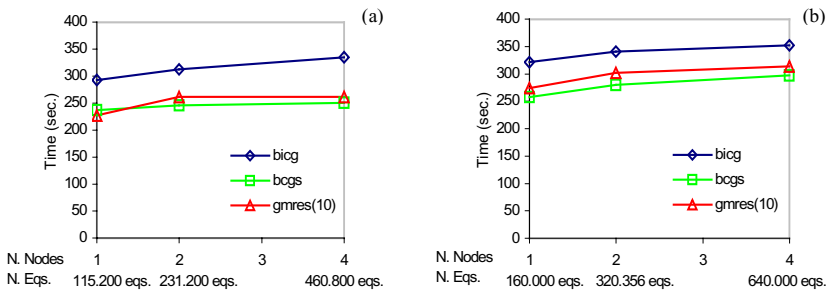 (a)
400
350
300
250
200
150
100
50
0
Time (sec.)
bicg
bcgs
gmres(10)
N. Nodes 1 2 3 4
N. Eqs. 115.200 eqs. 231.200 eqs. 460.800 eqs.
(b)
400
350
300
250
200
150
100
50
0
Time (sec.)
bicg
bcgs
gmres(10)
N. Nodes 1 2 3 4
N. Eqs. 160.000 eqs. 320.356 eqs. 640.000 eqs.